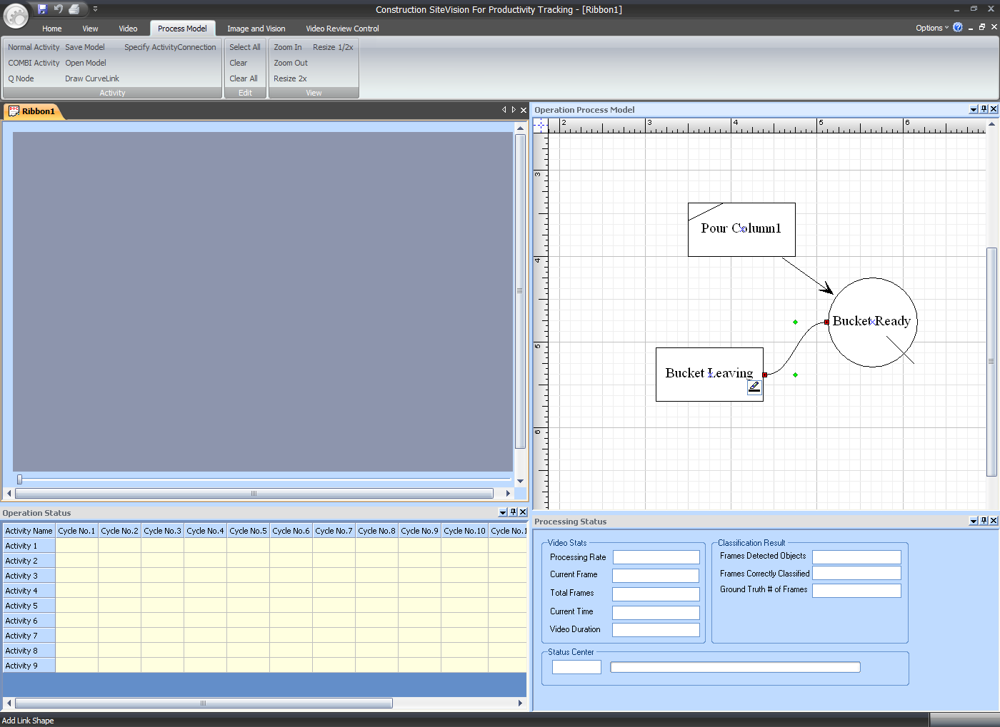 Construction SiteVision For Productivity Tracking - [Ribbon1]
Home View Video Process Model Image and Vision Video Review Control Options
Normal Activity Save Model Specify ActivityConnection Select All Zoom In Resize 1/2x
COMBI Activity Open Model Clear Zoom Out
Q Node Draw CurveLink Clear All Resize 2x
Activity Edit View
Ribbon1
Operation Process Model
2 3 4 5 6
3
4
5
6
Pour Column1
Bucket Ready
Bucket Leaving
Operation Status
Activity Name Cycle No.1 Cycle No.2 Cycle No.3 Cycle No.4 Cycle No.5 Cycle No.6 Cycle No.7 Cycle No.8 Cycle No.9 Cycle No.10 Cycle No.1
Activity 1
Activity 2
Activity 3
Activity 4
Activity 5
Activity 6
Activity 7
Activity 8
Activity 9
Processing Status
Video Stats
Processing Rate
Current Frame
Total Frames
Current Time
Video Duration
Classification Result
Frames Detected Objects
Frames Correctly Classified
Ground Truth # of Frames
Status Center
Add Link Shape